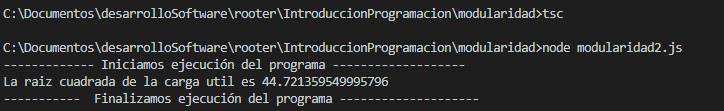 C:\Documentos\desarrolloSoftware\rooter\IntroduccionProgramacion\modularidad>tsc
C:\Documentos\desarrolloSoftware\rooter\IntroduccionProgramacion\modularidad>node modularidad2.js
------------- Iniciamos ejecución del programa -------------------
La raiz cuadrada de la carga util es 44.721359549995796
-----------  Finalizamos ejecución del programa --------------------